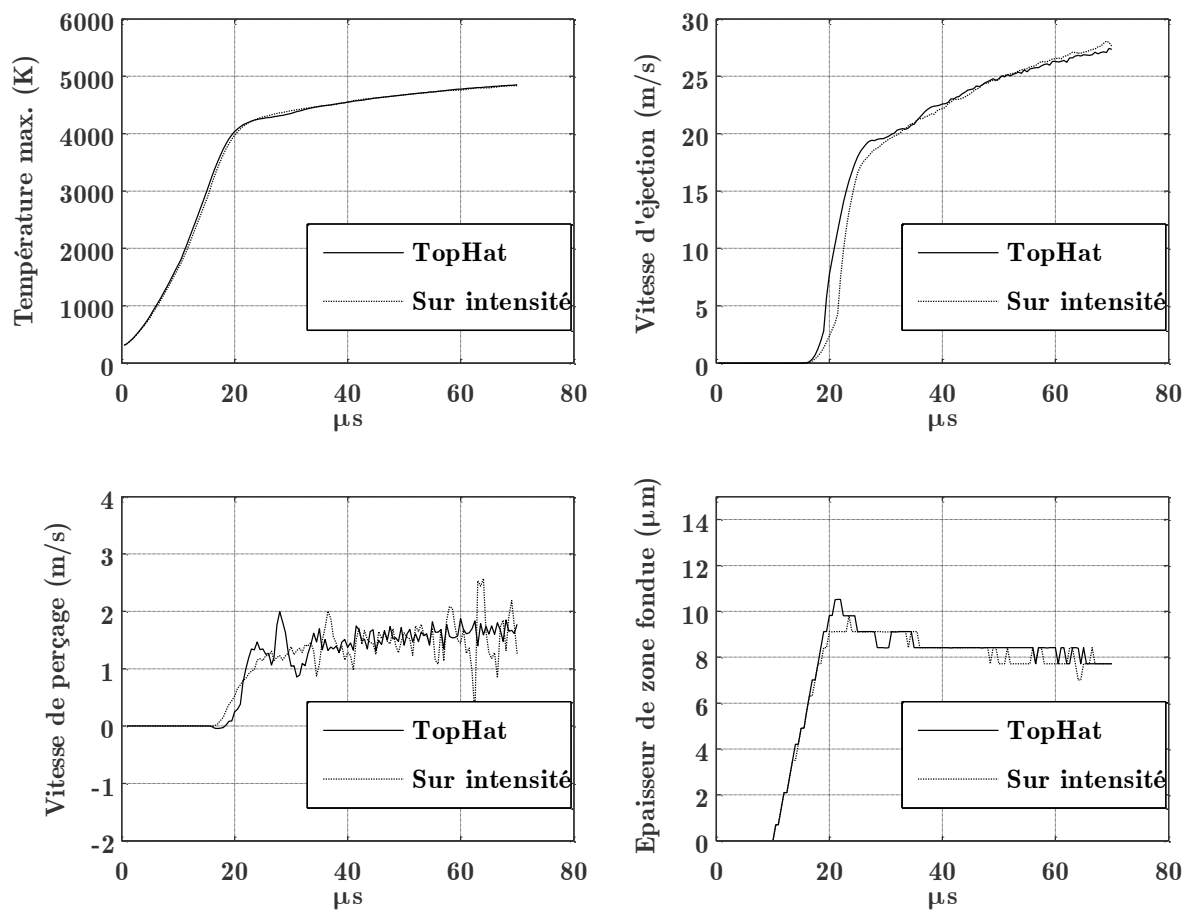 Température max. (K)
6000
5000
4000
3000
2000
1000
0
0 20 40 60 80
μs
TopHat
Sur intensité
Vitesse d'ejection (m/s)
30
25
20
15
10
5
0
0 20 40 60 80
μs
TopHat
Sur intensité
Vitesse de perçage (m/s)
4
3
2
1
0
-1
-2
0 20 40 60 80
μs
TopHat
Sur intensité
Epaisseur de zone fondue (μm)
14
12
10
8
6
4
2
0
0 20 40 60 80
μs
TopHat
Sur intensité